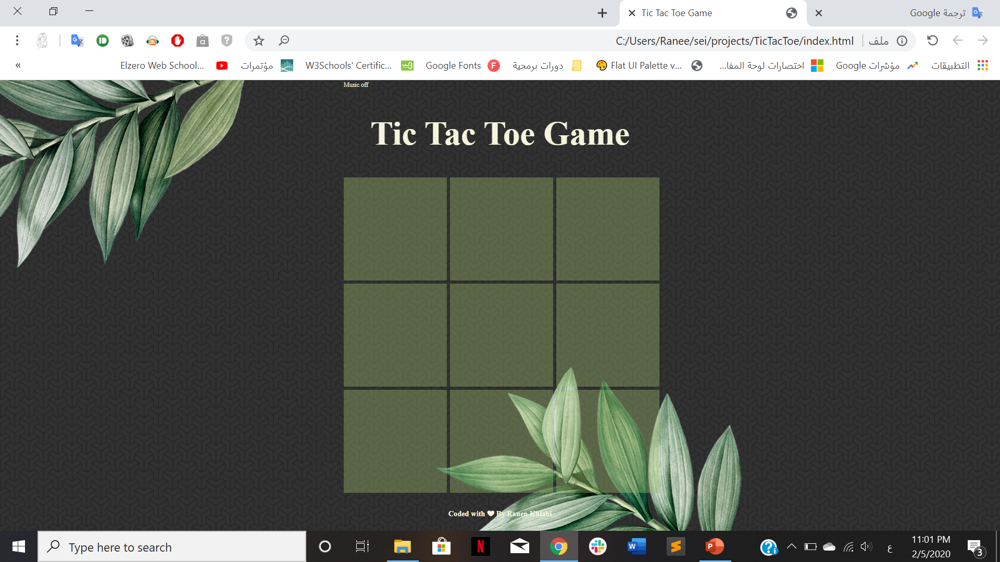 Tic Tac Toe Game
ترجمة Google
C:/Users/Ranee/sei/projects/TicTacToe/index.html
ملف
التطبيقات
مؤشرات Google
اختصارات لوحة المفا...
Flat UI Palette v...
دورات برمجية
Google Fonts
W3Schools' Certific...
مؤتمرات
Elzero Web School...
Music off
Tic Tac Toe Game
Coded with ❤ By Ranen Khlabi
Type here to search
ع
11:01 PM
2/5/2020
3